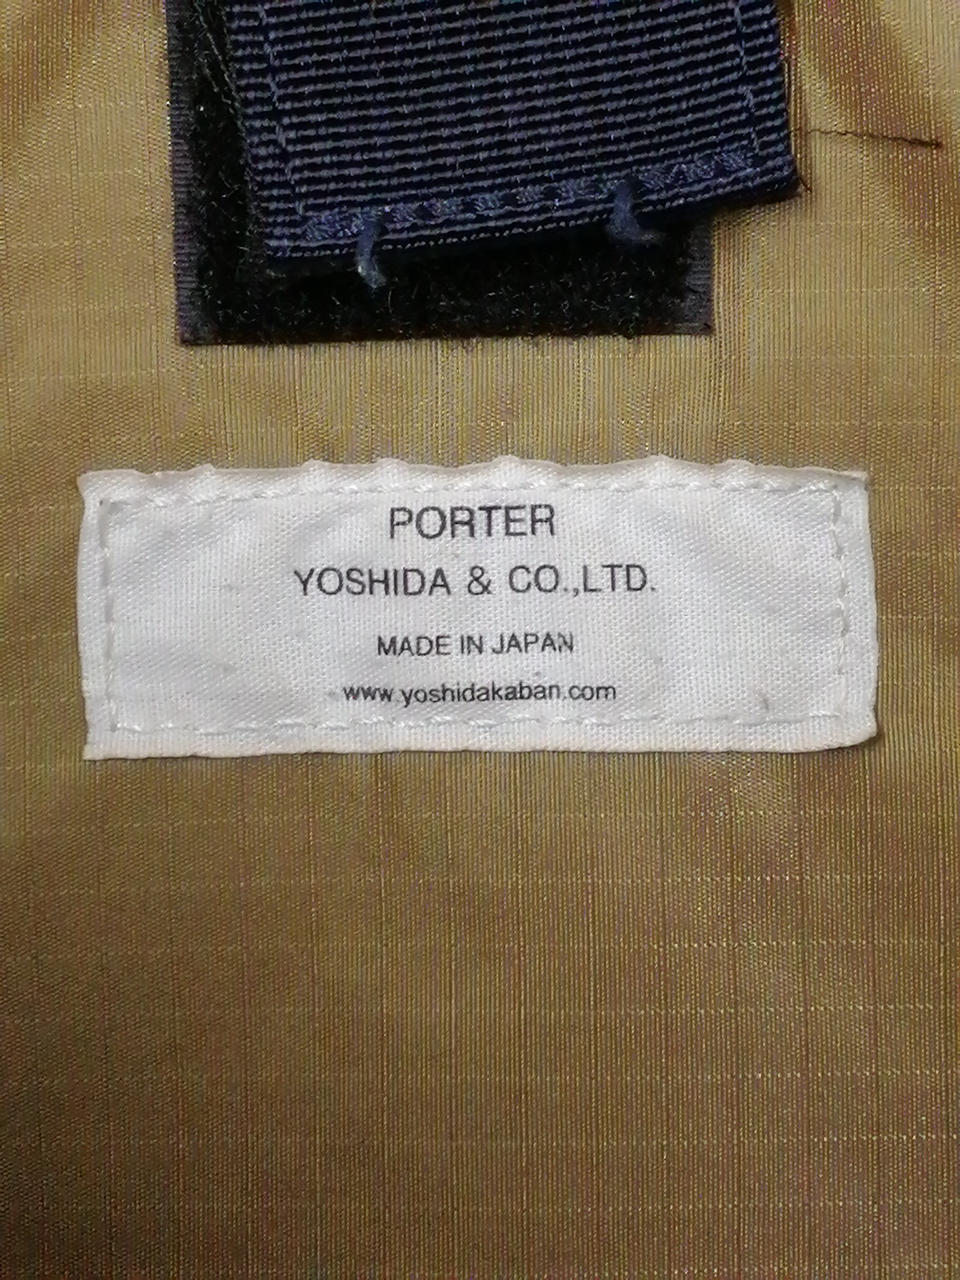 PORTER
YOSHIDA & CO.,LTD.
MADE IN JAPAN
www.yoshidakaban.com